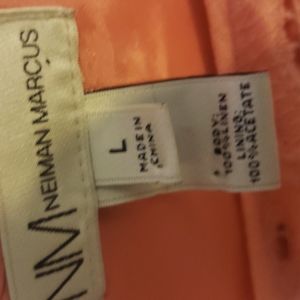 NM
NEIMAN MARCUS
L
MADE IN
CHINA
BODY:
100%LINEN
LINING:
100%ACETATE